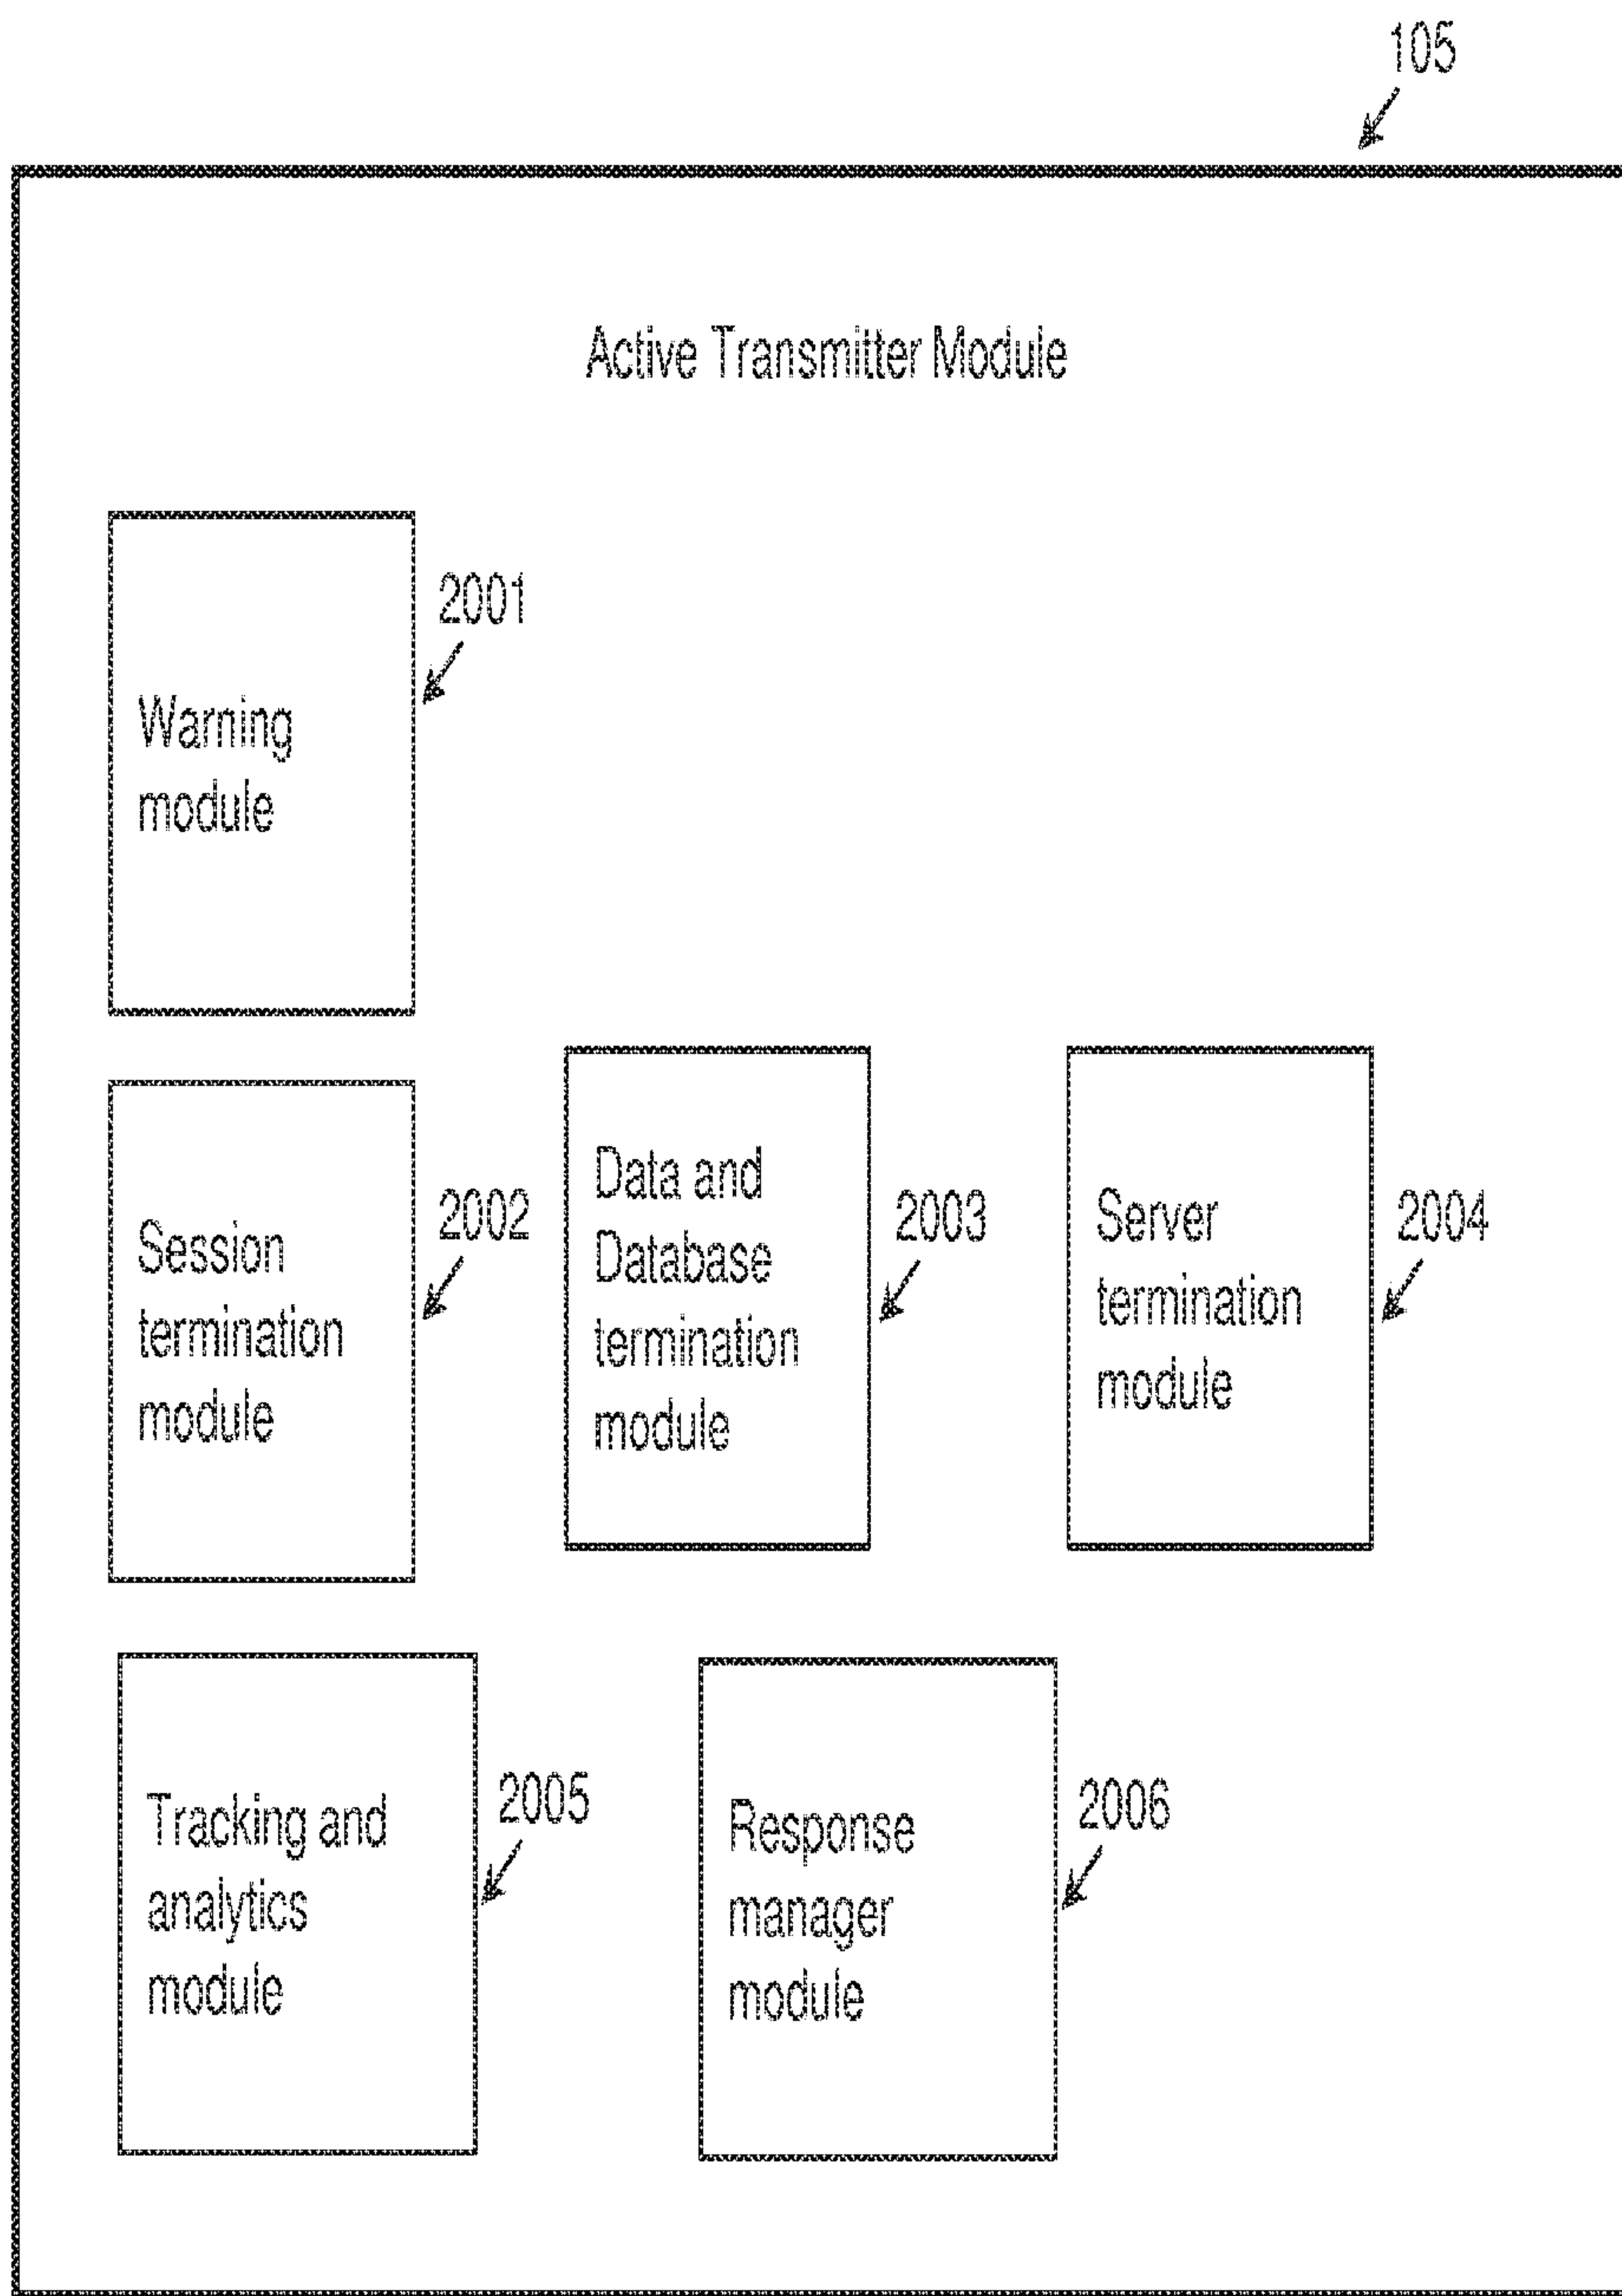 105
Active Transmitter Module
Warning
module
2001
Session
termination
module
2002
Data and
Database
termination
module
2003
Server
termination
module
2004
Tracking and
analytics
module
2005
Response
manager
module
2006